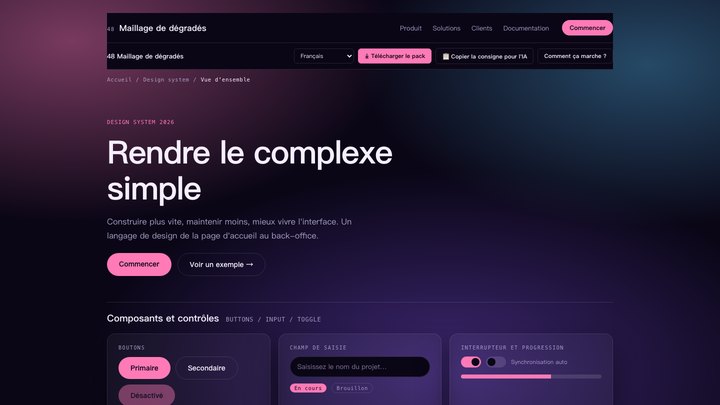 48 Maillage de dégradés
Produit Solutions Clients Documentation Commencer
48 Maillage de dégradés
Français
Télécharger le pack
Copier la consigne pour l'IA
Comment ça marche ?
Accueil / Design system / Vue d'ensemble
DESIGN SYSTEM 2026
Rendre le complexe
simple
Construire plus vite, maintenir moins, mieux vivre l'interface. Un
langage de design de la page d'accueil au back-office.
Commencer
Voir un exemple →
Composants et contrôles BUTTONS / INPUT / TOGGLE
BOUTONS
Primaire
Secondaire
Désactivé
CHAMP DE SAISIE
Saisissez le nom du projet...
En cours
Brouillon
INTERRUPTEUR ET PROGRESSION
Synchronisation auto